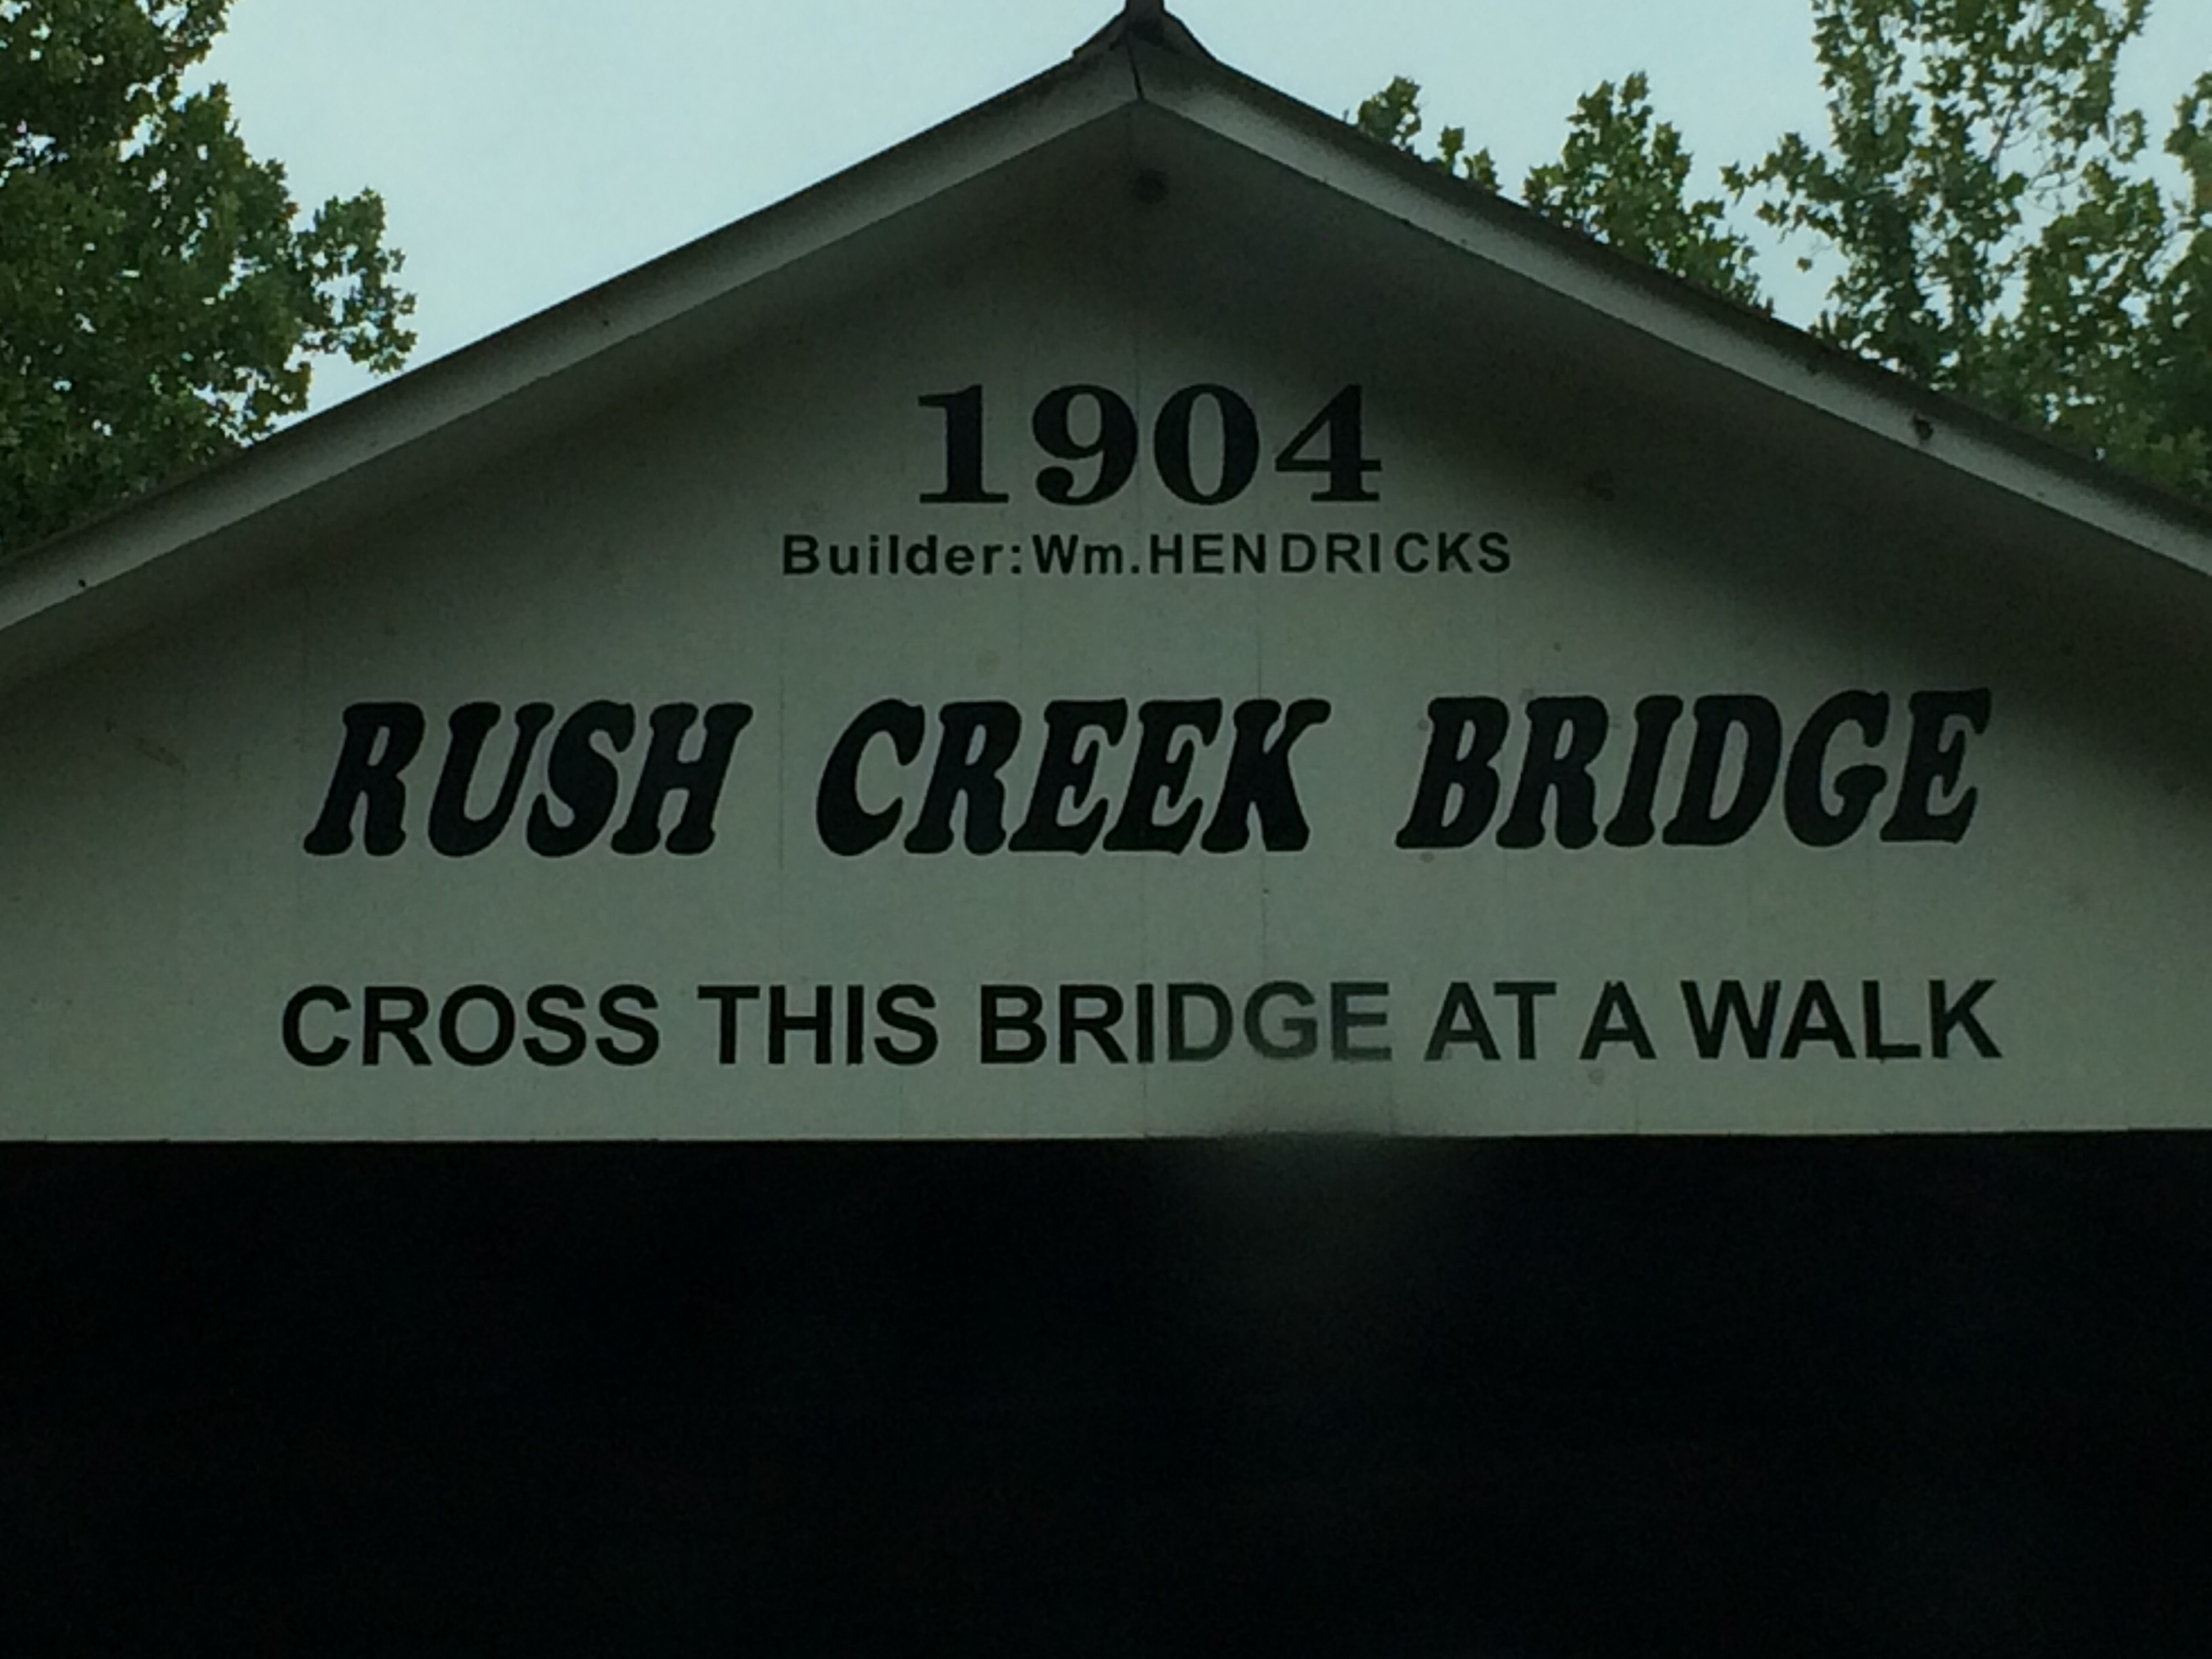 1904
Builder:Wm.HENDRICKS
RUSH CREEK BRIDGE
CROSS THIS BRIDGE AT A WALK